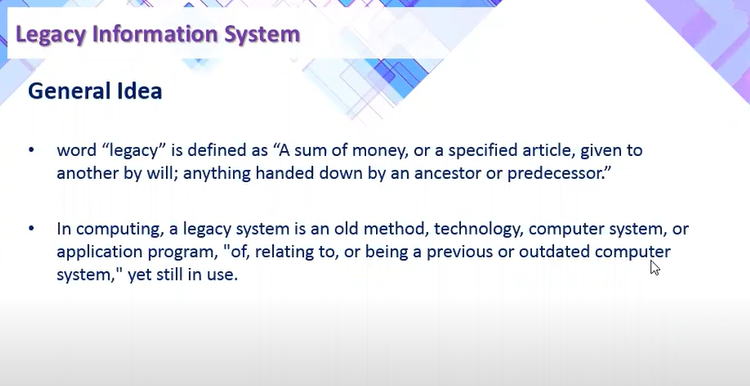 Legacy Information System
General Idea
• word “legacy” is defined as “A sum of money, or a specified article, given to
another by will; anything handed down by an ancestor or predecessor.”
• In computing, a legacy system is an old method, technology, computer system, or
application program, "of, relating to, or being a previous or outdated computer
system," yet still in use.